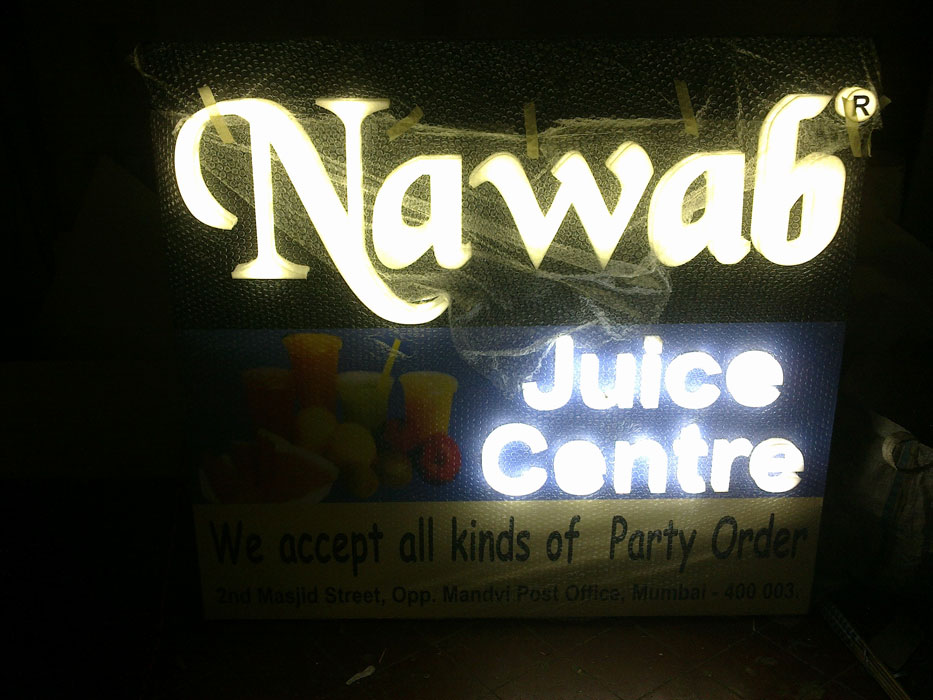 Nawab®
Juice
Centre
We accept all kinds of Party Order
2nd Masjid Street, Opp. Mandvi Post Office, Mumbai - 400 003.